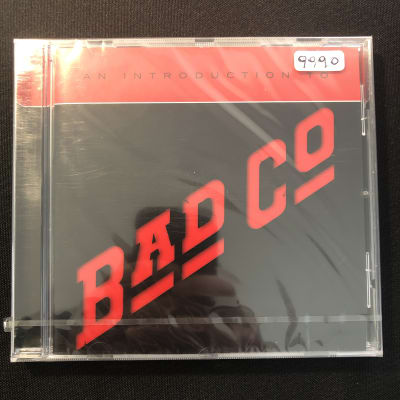 AN INTRODUCTION TO
9990
BAD CO